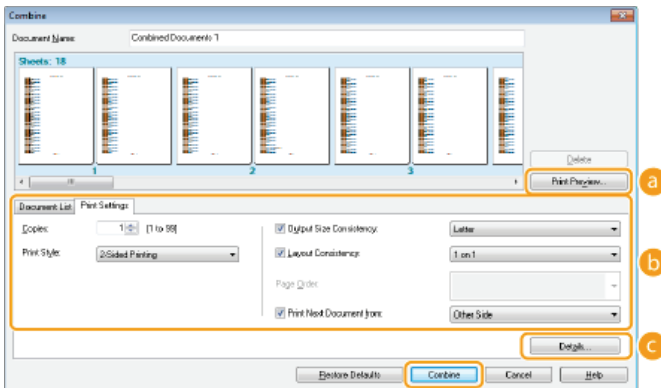 Combine
Document Name: Combined Documents 1
Sheets: 18
1 2 3
Delete
Print Preview... a
Document List Print Settings
Copies: 1 [1 to 99] Output Size Consistency: Letter
Print Style: 2-Sided Printing Layout Consistency: 1 on 1
b
Page Order:
Print Next Document from: Other Side
Details... c
Restore Defaults Combine Cancel Help